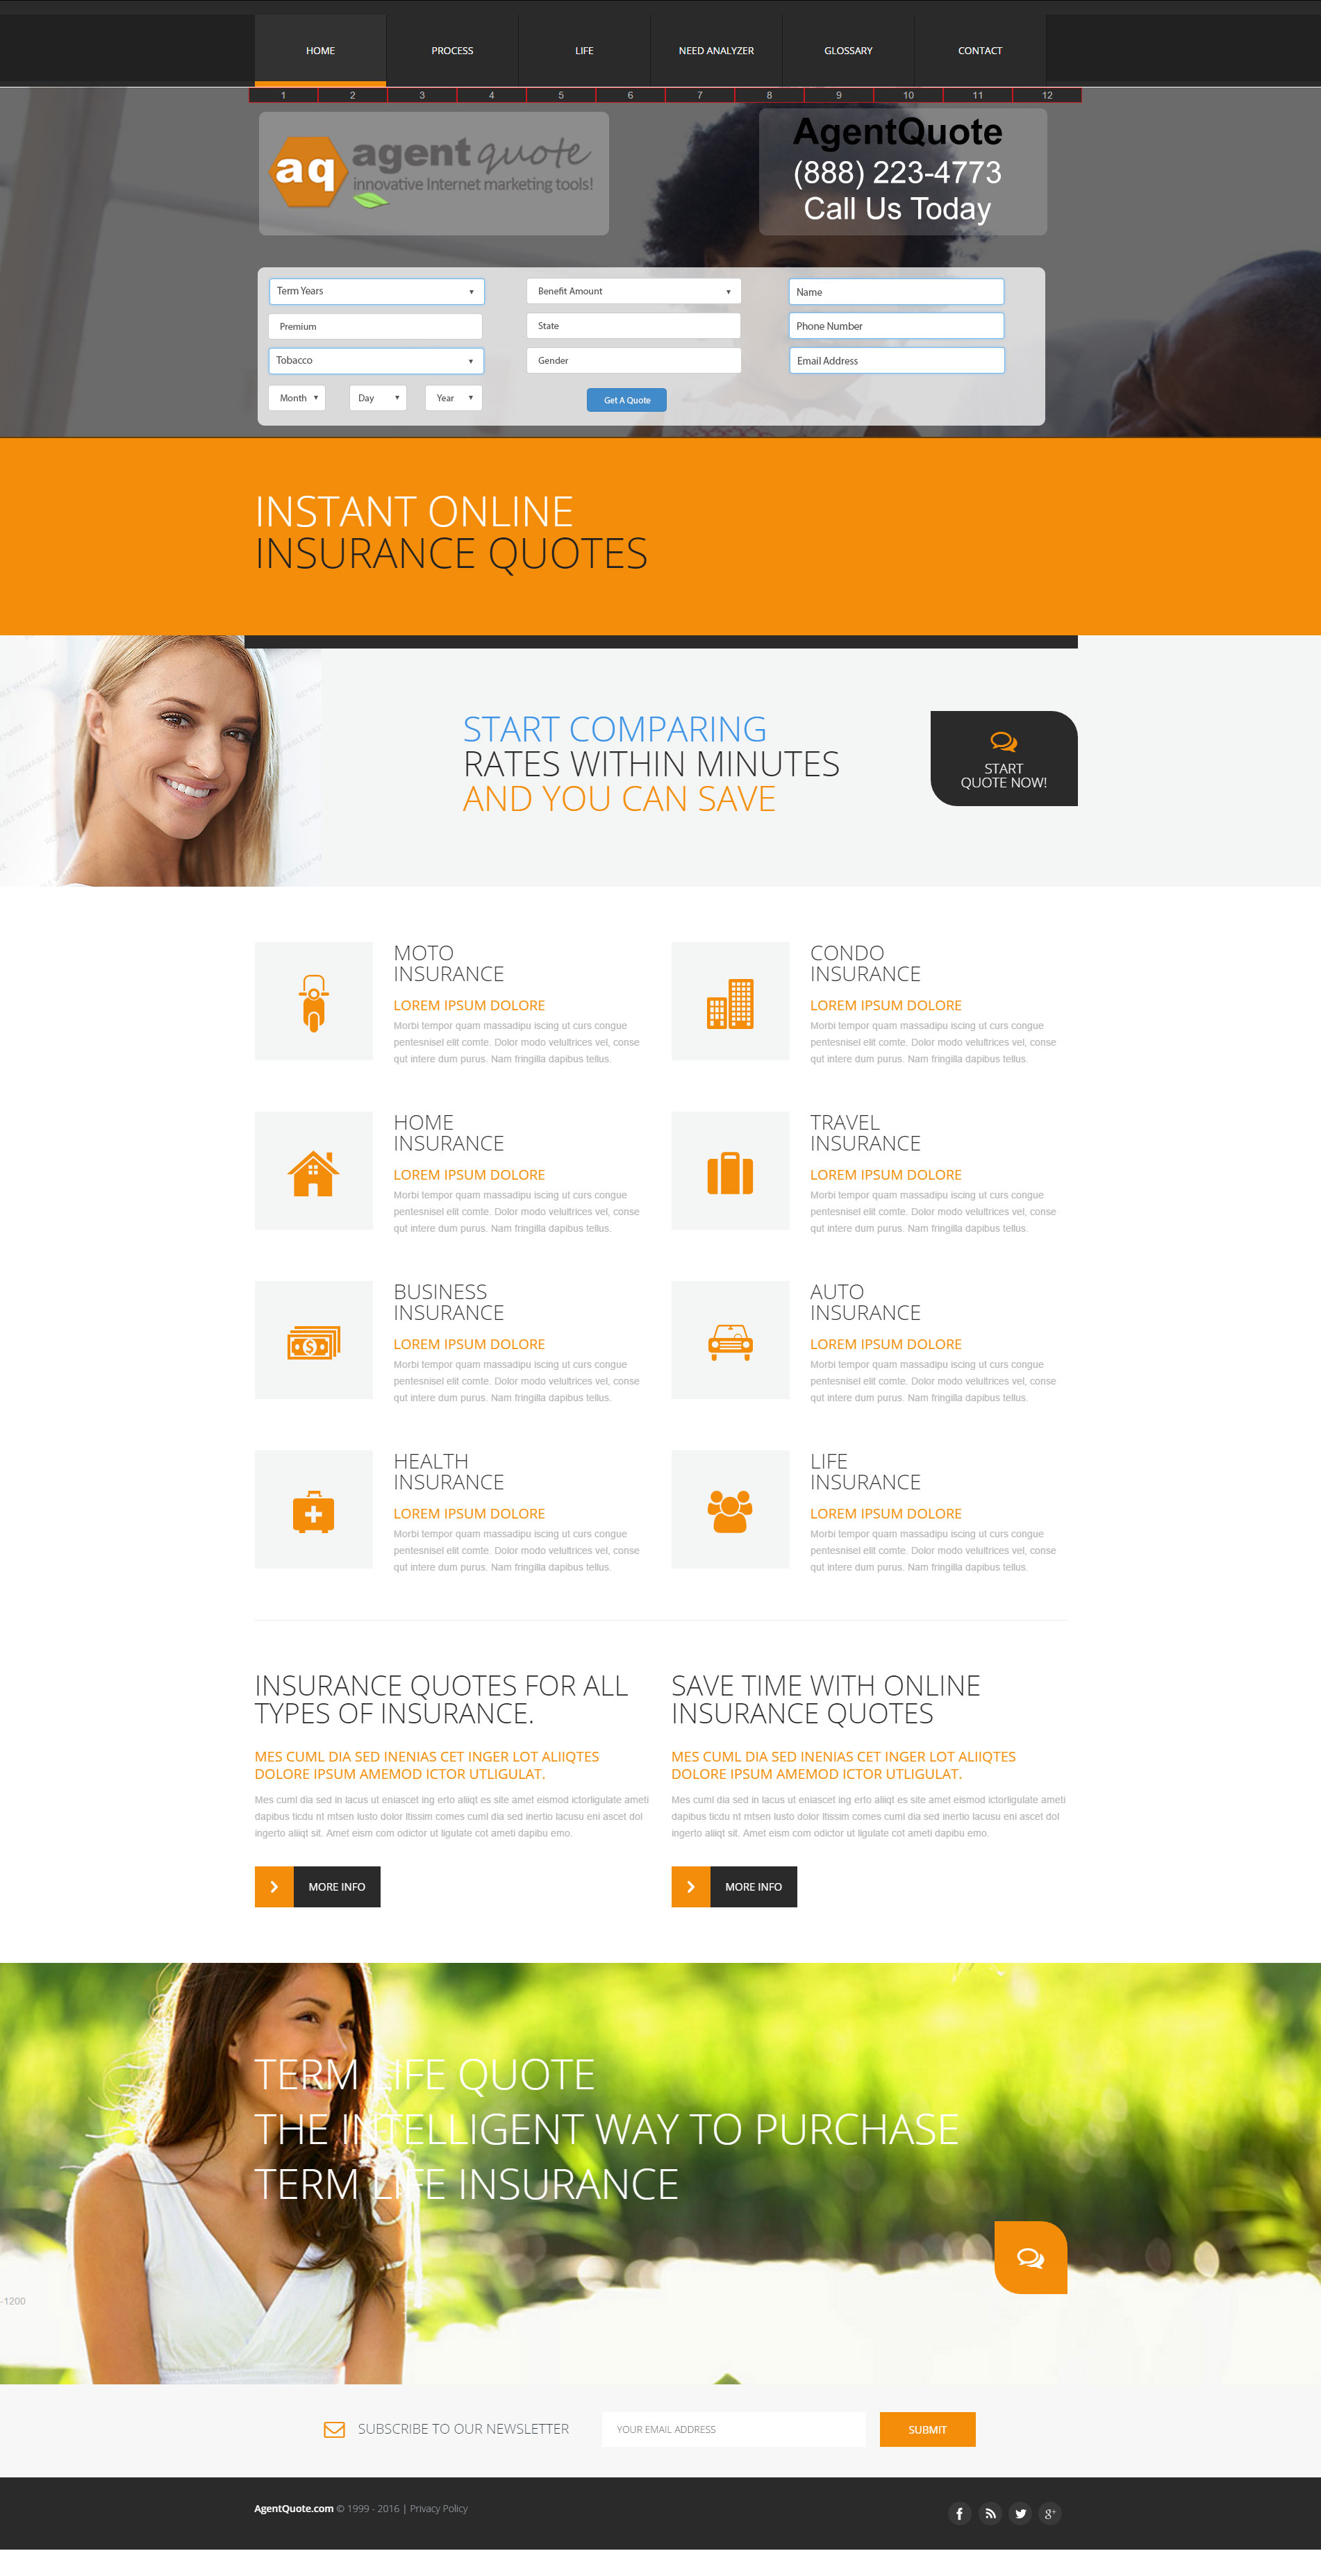 HOME
PROCESS
LIFE
NEED ANALYZER
GLOSSARY
CONTACT
1 2 3 4 5 6 7 8 9 10 11 12
aq agent quote
innovative Internet marketing tools!
AgentQuote
(888) 223-4773
Call Us Today
Term Years
Benefit Amount
Name
Premium
State
Phone Number
Tobacco
Gender
Email Address
Month
Day
Year
Get A Quote
INSTANT ONLINE
INSURANCE QUOTES
START COMPARING
RATES WITHIN MINUTES
AND YOU CAN SAVE
START
QUOTE NOW!
MOTO
INSURANCE
LOREM IPSUM DOLORE
Morbi tempor quam massadipu iscing ut curs congue
pentesnisel elit comte. Dolor modo velultrices vel, conse
qut intere dum purus. Nam fringilla dapibus tellus.
CONDO
INSURANCE
LOREM IPSUM DOLORE
Morbi tempor quam massadipu iscing ut curs congue
pentesnisel elit comte. Dolor modo velultrices vel, conse
qut intere dum purus. Nam fringilla dapibus tellus.
HOME
INSURANCE
LOREM IPSUM DOLORE
Morbi tempor quam massadipu iscing ut curs congue
pentesnisel elit comte. Dolor modo velultrices vel, conse
qut intere dum purus. Nam fringilla dapibus tellus.
TRAVEL
INSURANCE
LOREM IPSUM DOLORE
Morbi tempor quam massadipu iscing ut curs congue
pentesnisel elit comte. Dolor modo velultrices vel, conse
qut intere dum purus. Nam fringilla dapibus tellus.
BUSINESS
INSURANCE
LOREM IPSUM DOLORE
Morbi tempor quam massadipu iscing ut curs congue
pentesnisel elit comte. Dolor modo velultrices vel, conse
qut intere dum purus. Nam fringilla dapibus tellus.
AUTO
INSURANCE
LOREM IPSUM DOLORE
Morbi tempor quam massadipu iscing ut curs congue
pentesnisel elit comte. Dolor modo velultrices vel, conse
qut intere dum purus. Nam fringilla dapibus tellus.
HEALTH
INSURANCE
LOREM IPSUM DOLORE
Morbi tempor quam massadipu iscing ut curs congue
pentesnisel elit comte. Dolor modo velultrices vel, conse
qut intere dum purus. Nam fringilla dapibus tellus.
LIFE
INSURANCE
LOREM IPSUM DOLORE
Morbi tempor quam massadipu iscing ut curs congue
pentesnisel elit comte. Dolor modo velultrices vel, conse
qut intere dum purus. Nam fringilla dapibus tellus.
INSURANCE QUOTES FOR ALL
TYPES OF INSURANCE.
MES CUML DIA SED INENIAS CET INGER LOT ALIIQTES
DOLORE IPSUM AMEMOD ICTOR UTLIGULAT.
Mes cuml dia sed in lacus ut eniascet ing erto aliiqt es site amet eismod ictorligulate ameti
dapibus ticdu nt mtsen lusto dolor ltissim comes cuml dia sed inertio lacusu eni ascet dol
ingerto aliiqt sit. Amet eism com odictor ut ligulate cot ameti dapibu emo.
MORE INFO
SAVE TIME WITH ONLINE
INSURANCE QUOTES
MES CUML DIA SED INENIAS CET INGER LOT ALIIQTES
DOLORE IPSUM AMEMOD ICTOR UTLIGULAT.
Mes cuml dia sed in lacus ut eniascet ing erto aliiqt es site amet eismod ictorligulate ameti
dapibus ticdu nt mtsen lusto dolor ltissim comes cuml dia sed inertio lacusu eni ascet dol
ingerto aliiqt sit. Amet eism com odictor ut ligulate cot ameti dapibu emo.
MORE INFO
TERM LIFE QUOTE
THE INTELLIGENT WAY TO PURCHASE
TERM LIFE INSURANCE
-1200
SUBSCRIBE TO OUR NEWSLETTER
YOUR EMAIL ADDRESS
SUBMIT
AgentQuote.com © 1999 - 2016 | Privacy Policy